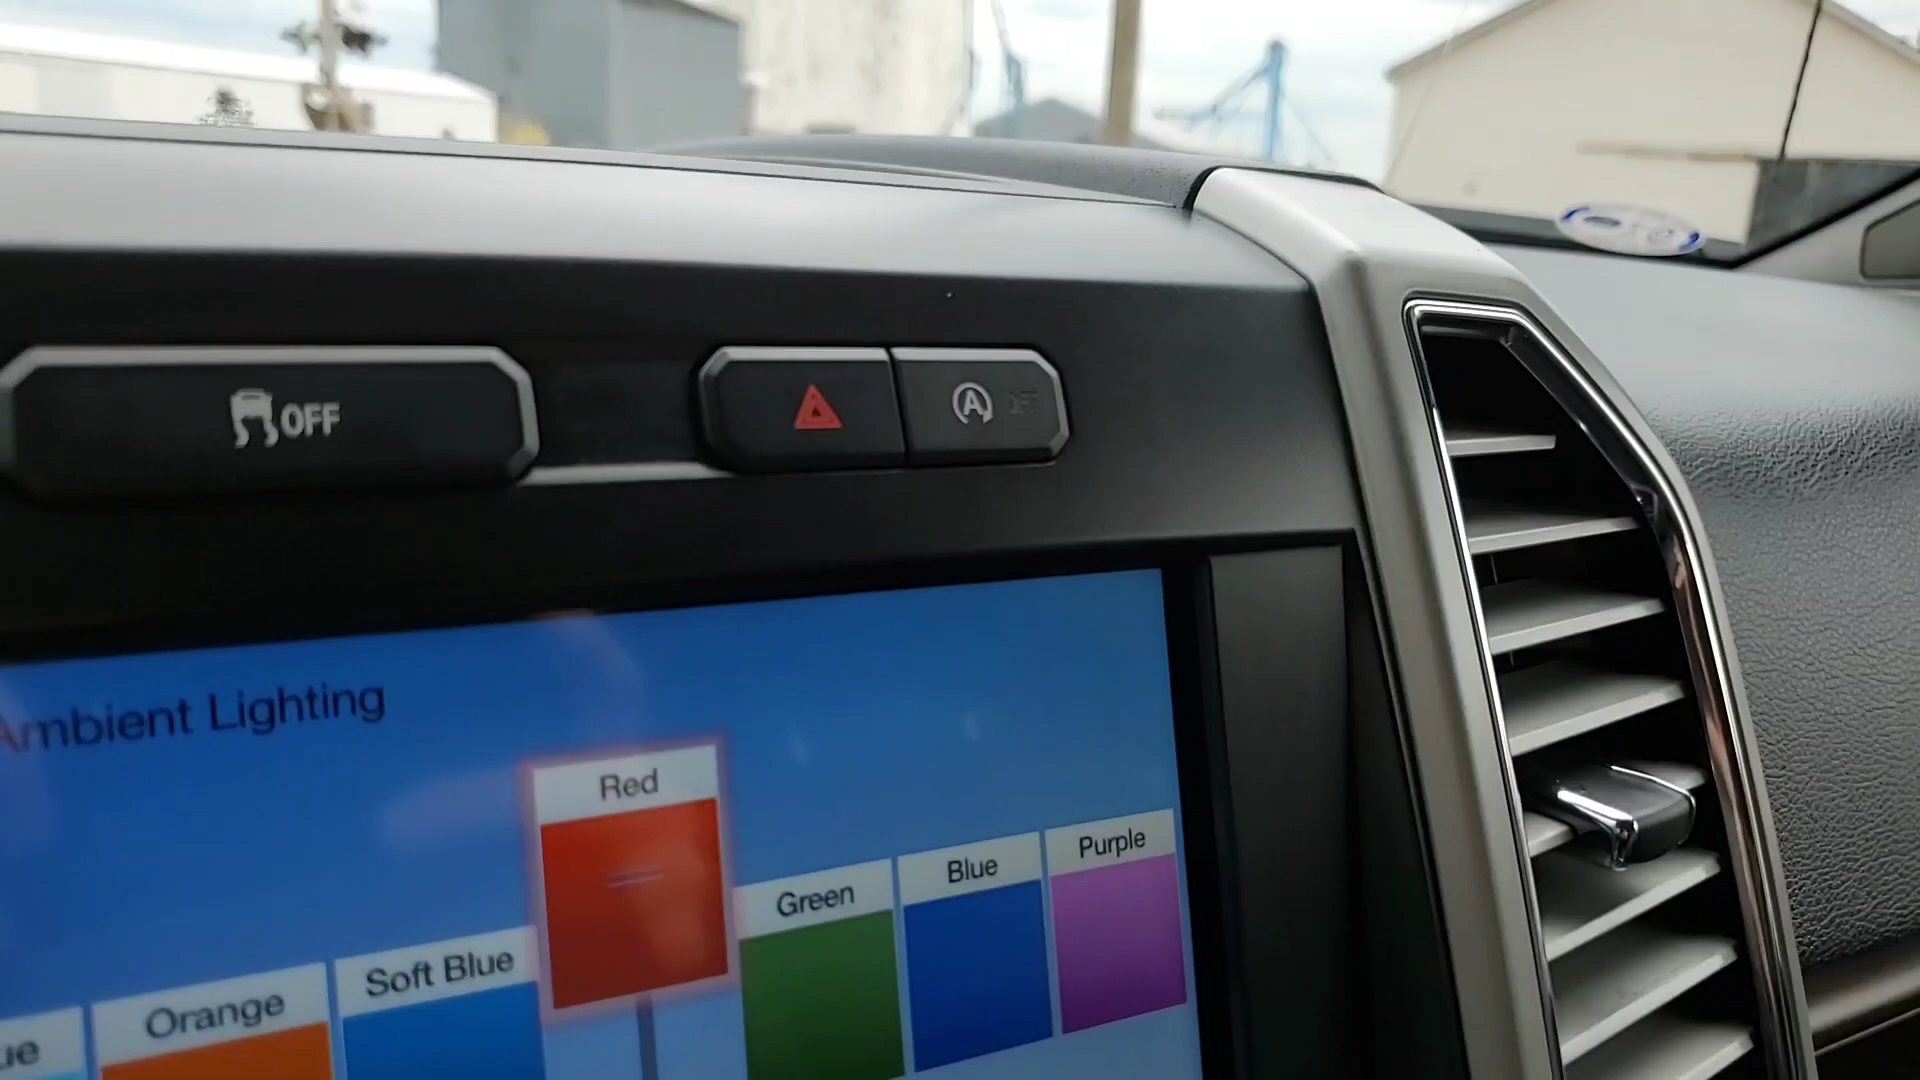 OFF
A OFF
Ambient Lighting
Red
Green
Blue
Purple
Soft Blue
Orange